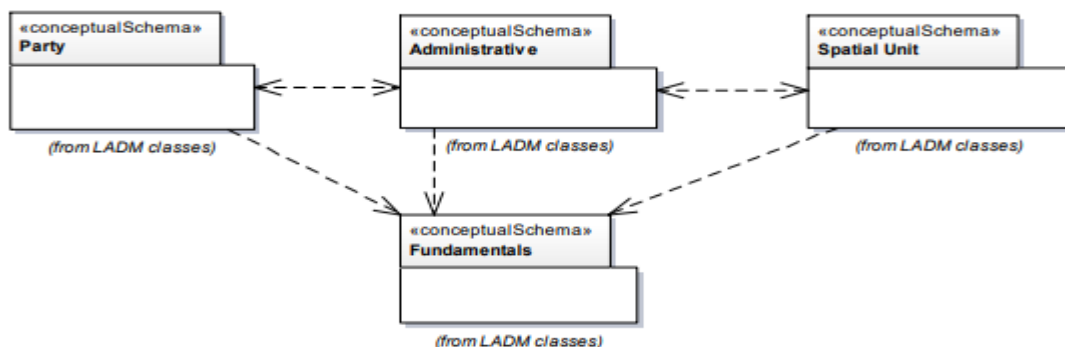 «conceptualSchema»
Party
(from LADM classes)
«conceptualSchema»
Administrative
(from LADM classes)
«conceptualSchema»
Spatial Unit
(from LADM classes)
«conceptualSchema»
Fundamentals
(from LADM classes)